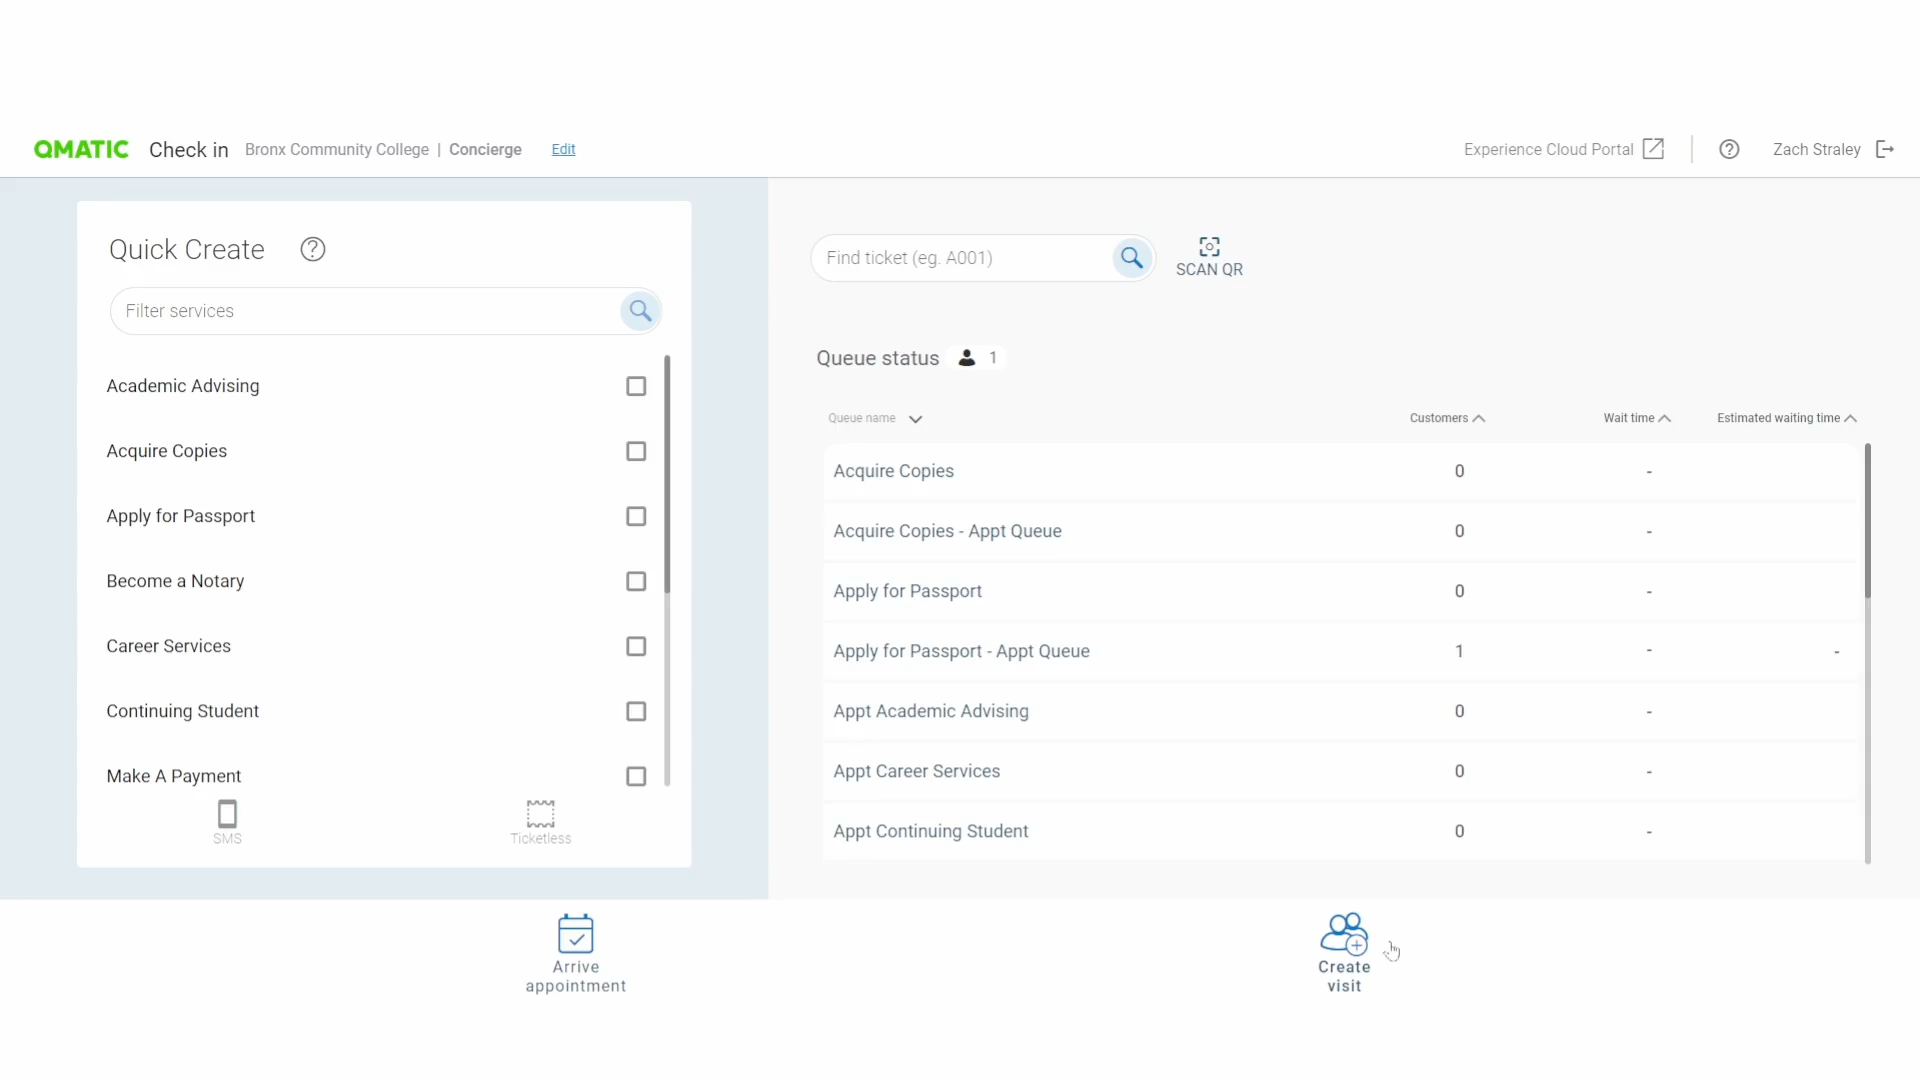 QMATIC Check in Bronx Community College | Concierge Edit Experience Cloud Portal Zach Straley
Quick Create
Filter services
Academic Advising
Acquire Copies
Apply for Passport
Become a Notary
Career Services
Continuing Student
Make A Payment
SMS Ticketless
Find ticket (eg. A001) SCAN QR
Queue status 1
Queue name Customers Wait time Estimated waiting time
Acquire Copies 0 -
Acquire Copies - Appt Queue 0 -
Apply for Passport 0 -
Apply for Passport - Appt Queue 1 - -
Appt Academic Advising 0 -
Appt Career Services 0 -
Appt Continuing Student 0 -
Arrive
appointment
Create
visit